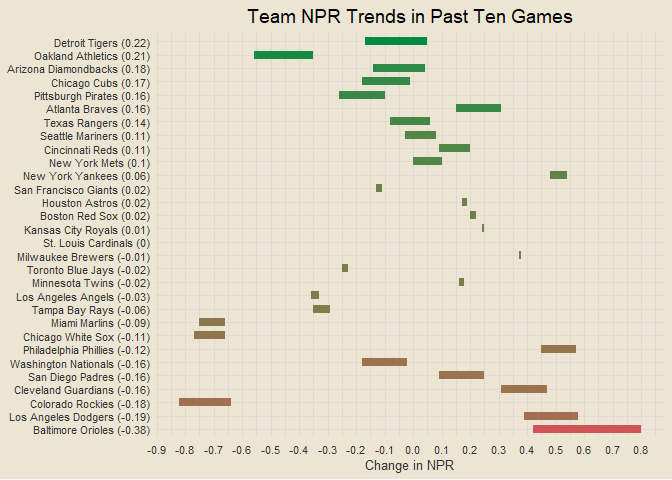 Team NPR Trends in Past Ten Games
Detroit Tigers (0.22)
Oakland Athletics (0.21)
Arizona Diamondbacks (0.18)
Chicago Cubs (0.17)
Pittsburgh Pirates (0.16)
Atlanta Braves (0.16)
Texas Rangers (0.14)
Seattle Mariners (0.11)
Cincinnati Reds (0.11)
New York Mets (0.1)
New York Yankees (0.06)
San Francisco Giants (0.02)
Houston Astros (0.02)
Boston Red Sox (0.02)
Kansas City Royals (0.01)
St. Louis Cardinals (0)
Milwaukee Brewers (-0.01)
Toronto Blue Jays (-0.02)
Minnesota Twins (-0.02)
Los Angeles Angels (-0.03)
Tampa Bay Rays (-0.06)
Miami Marlins (-0.09)
Chicago White Sox (-0.11)
Philadelphia Phillies (-0.12)
Washington Nationals (-0.16)
San Diego Padres (-0.16)
Cleveland Guardians (-0.16)
Colorado Rockies (-0.18)
Los Angeles Dodgers (-0.19)
Baltimore Orioles (-0.38)
-0.9 -0.8 -0.7 -0.6 -0.5 -0.4 -0.3 -0.2 -0.1 0.0 0.1 0.2 0.3 0.4 0.5 0.6 0.7 0.8
Change in NPR